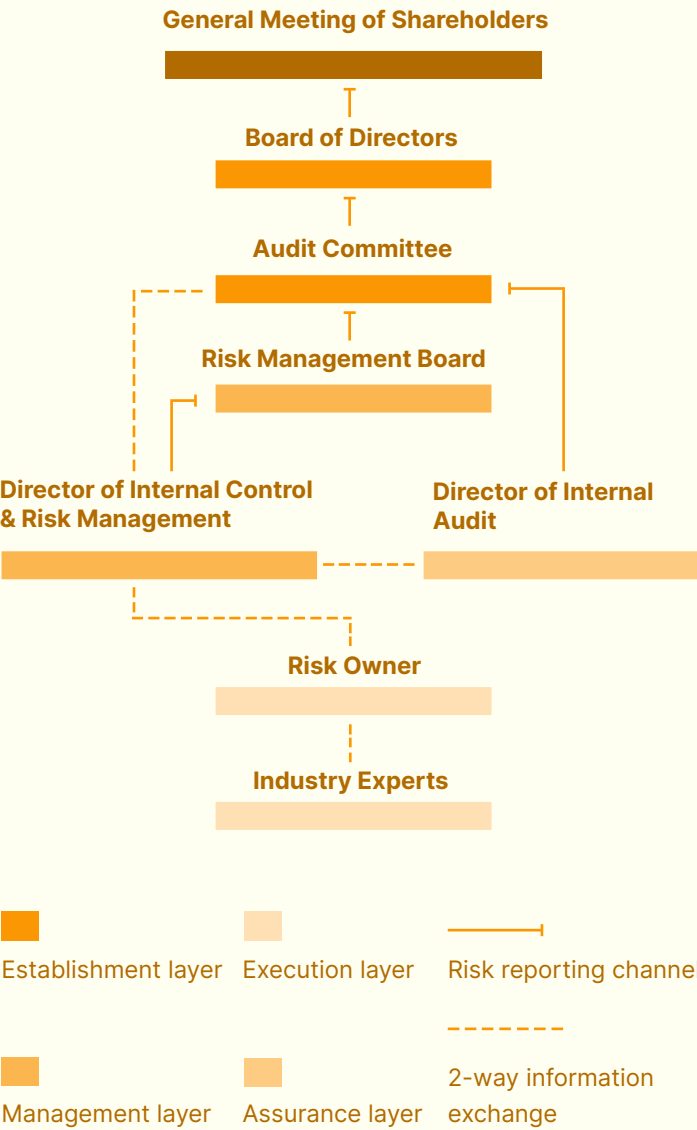 General Meeting of Shareholders
Board of Directors
Audit Committee
Risk Management Board
Director of Internal Control
& Risk Management
Director of Internal
Audit
Risk Owner
Industry Experts
Establishment layer
Execution layer
Risk reporting channel
Management layer
Assurance layer
2-way information
exchange